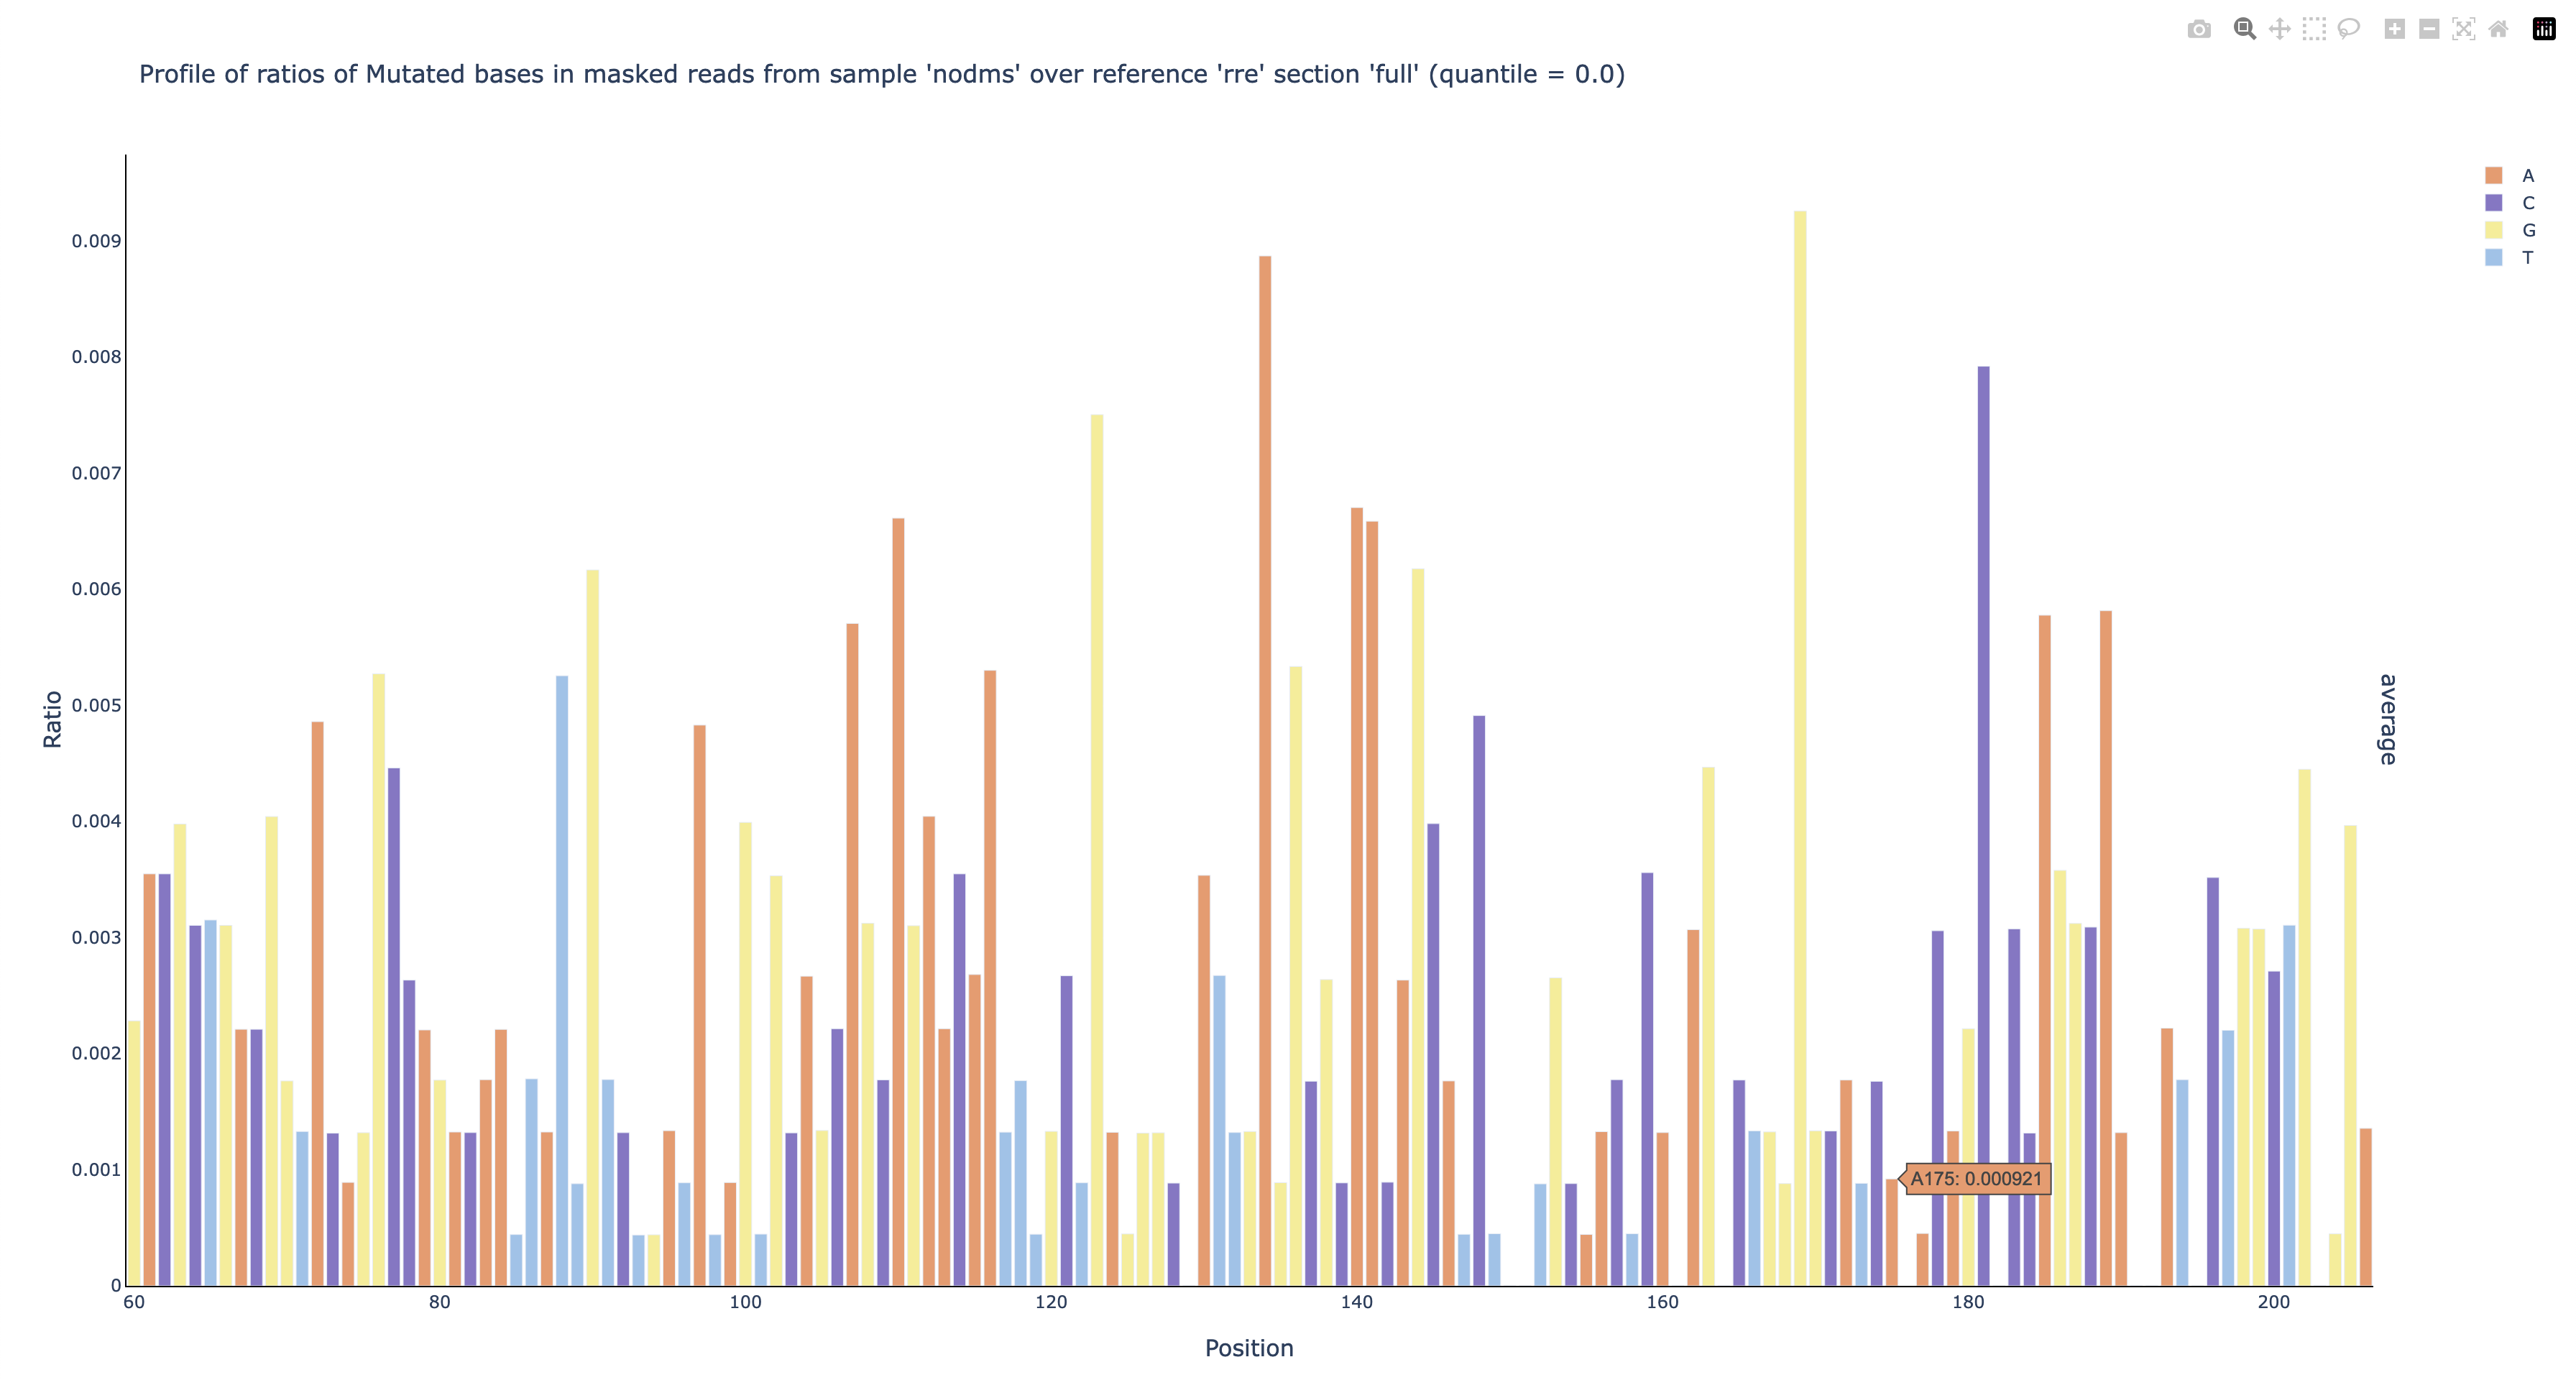 Profile of ratios of Mutated bases in masked reads from sample 'nodms' over reference 'rre' section 'full' (quantile = 0.0)
A
C
G
T
0.009
0.008
0.007
0.006
0.005
0.004
0.003
0.002
0.001
0
Ratio
average
A175: 0.000921
60 80 100 120 140 160 180 200
Position